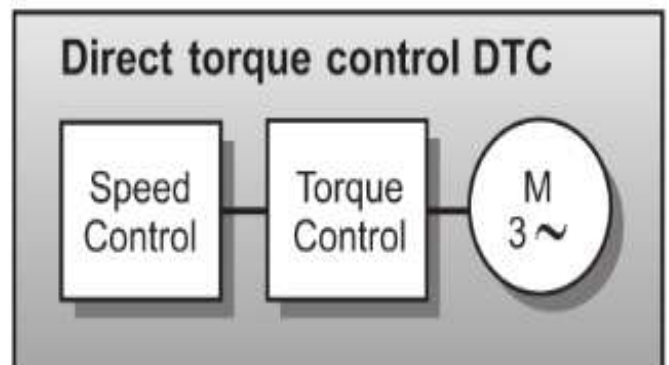 Direct torque control DTC
Speed
Control
Torque
Control
M
3~